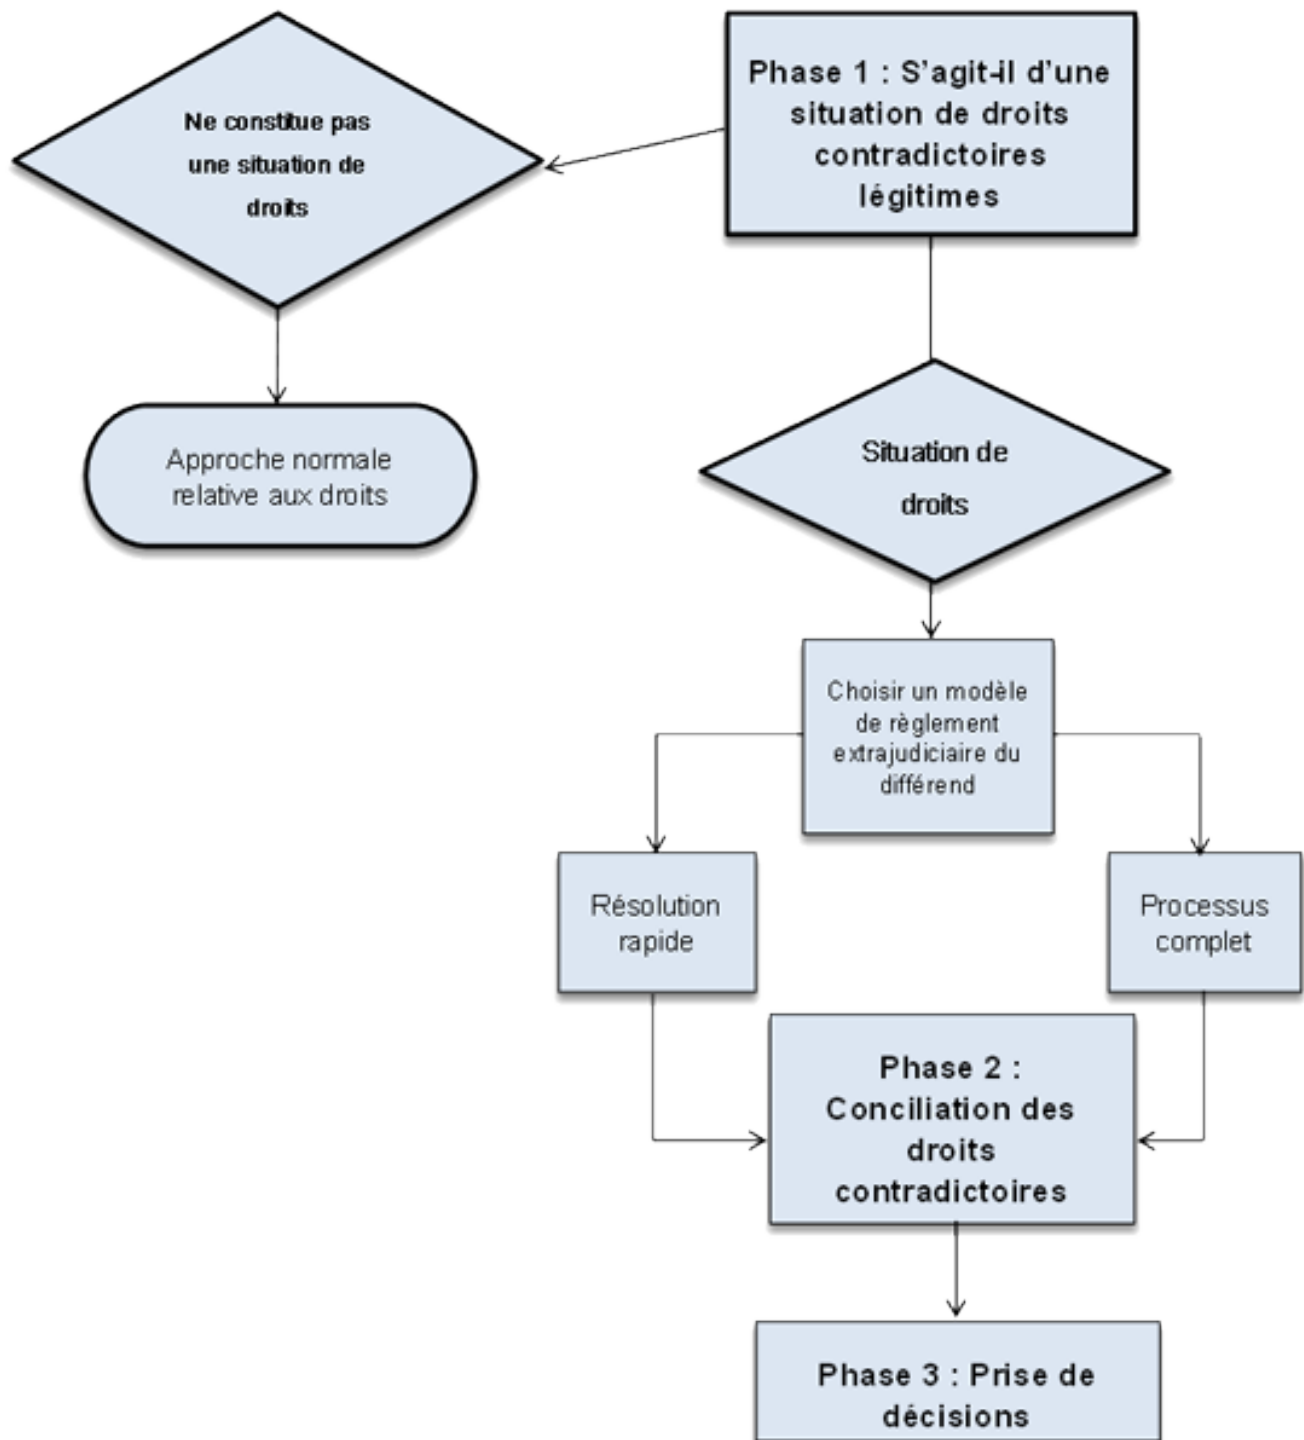 Ne constitue pas
une situation de
droits
Phase 1 : S'agit-il d'une
situation de droits
contradictoires
légitimes
Approche normale
relative aux droits
Situation de
droits
Choisir un modèle
de règlement
extrajudiciaire du
différend
Résolution
rapide
Processus
complet
Phase 2 :
Conciliation des
droits
contradictoires
Phase 3 : Prise de
décisions